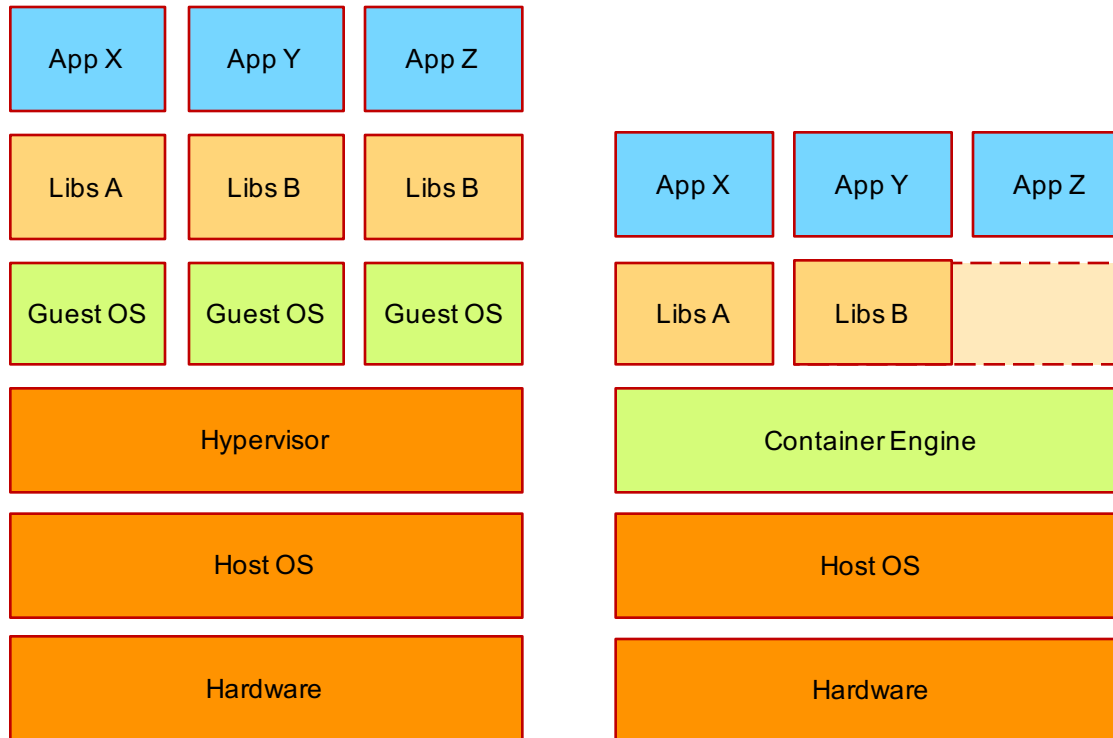 App X
App Y
App Z
Libs A
Libs B
Libs B
Guest OS
Guest OS
Guest OS
Hypervisor
Host OS
Hardware
App X
App Y
App Z
Libs A
Libs B
Container Engine
Host OS
Hardware